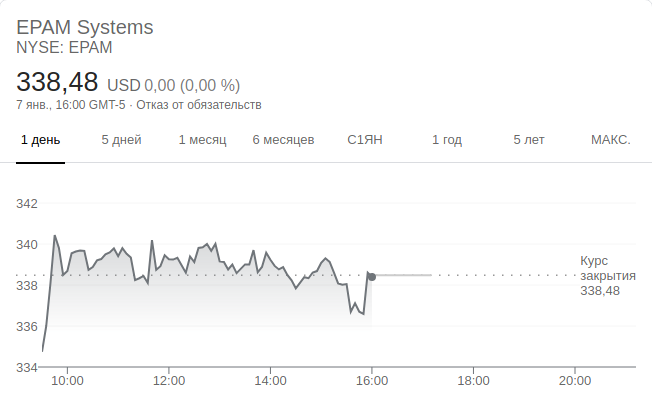 EPAM Systems
NYSE: EPAM
338,48 USD 0,00 (0,00 %)
7 янв., 16:00 GMT-5 · Отказ от обязательств
1 день 5 дней 1 месяц 6 месяцев С1ЯН 1 год 5 лет МАКС.
342
340
Курс
закрытия
338,48
338
336
334
10:00 12:00 14:00 16:00 18:00 20:00